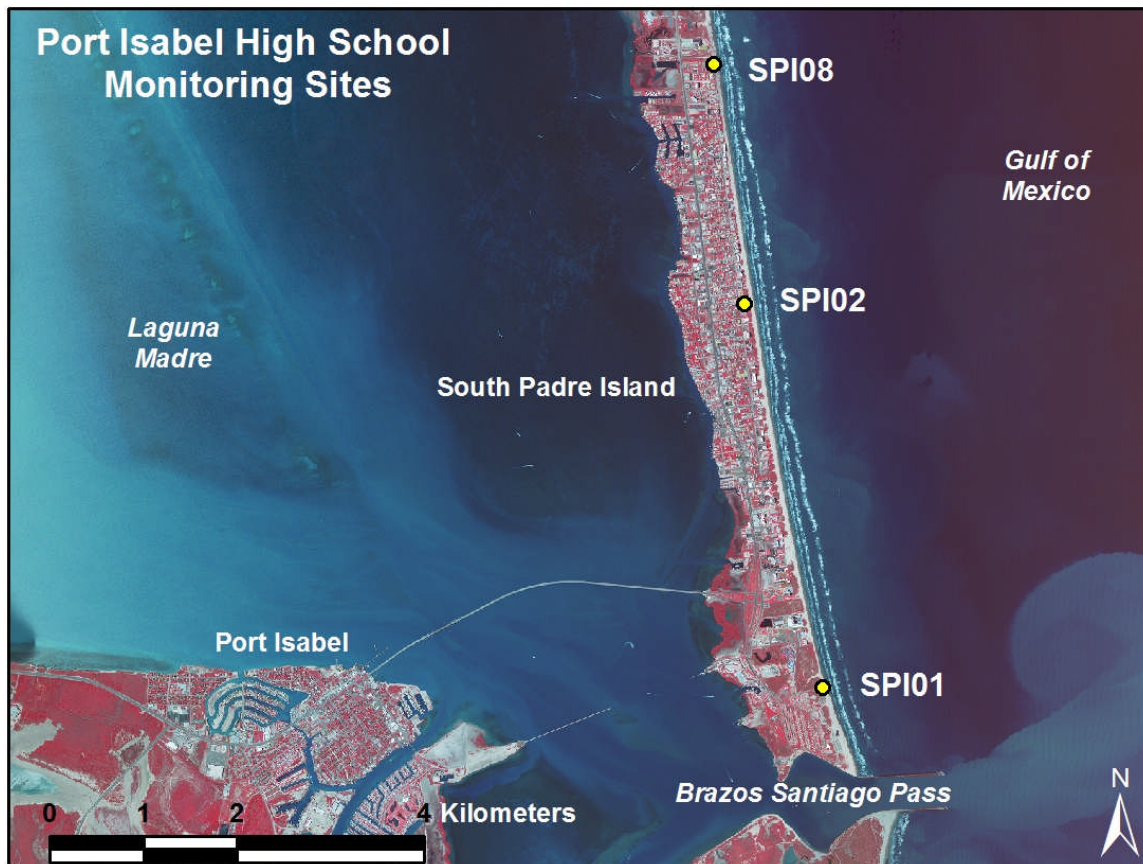 Port Isabel High School
Monitoring Sites
SPI08
Gulf of
Mexico
SPI02
Laguna
Madre
South Padre Island
Port Isabel
SPI01
Brazos Santiago Pass
N
0 1 2 4 Kilometers